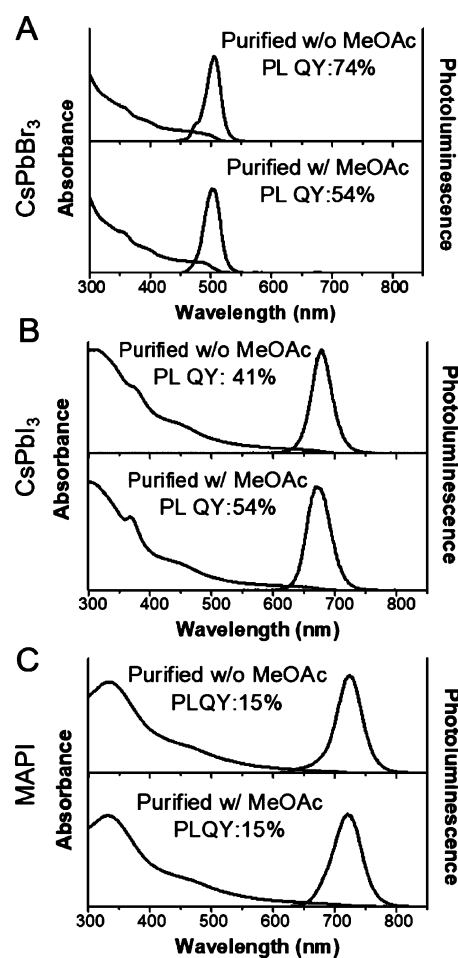 A
CsPbBr3
Absorbance
Photoluminescence
Purified w/o MeOAc
PL QY:74%
Purified w/ MeOAc
PL QY:54%
300 400 500 600 700 800
Wavelength (nm)
B
CsPbI3
Absorbance
Photoluminescence
Purified w/o MeOAc
PL QY: 41%
Purified w/ MeOAc
PL QY:54%
300 400 500 600 700 800
Wavelength (nm)
C
MAPI
Absorbance
Photoluminescence
Purified w/o MeOAc
PLQY:15%
Purified w/ MeOAc
PLQY:15%
300 400 500 600 700 800
Wavelength (nm)